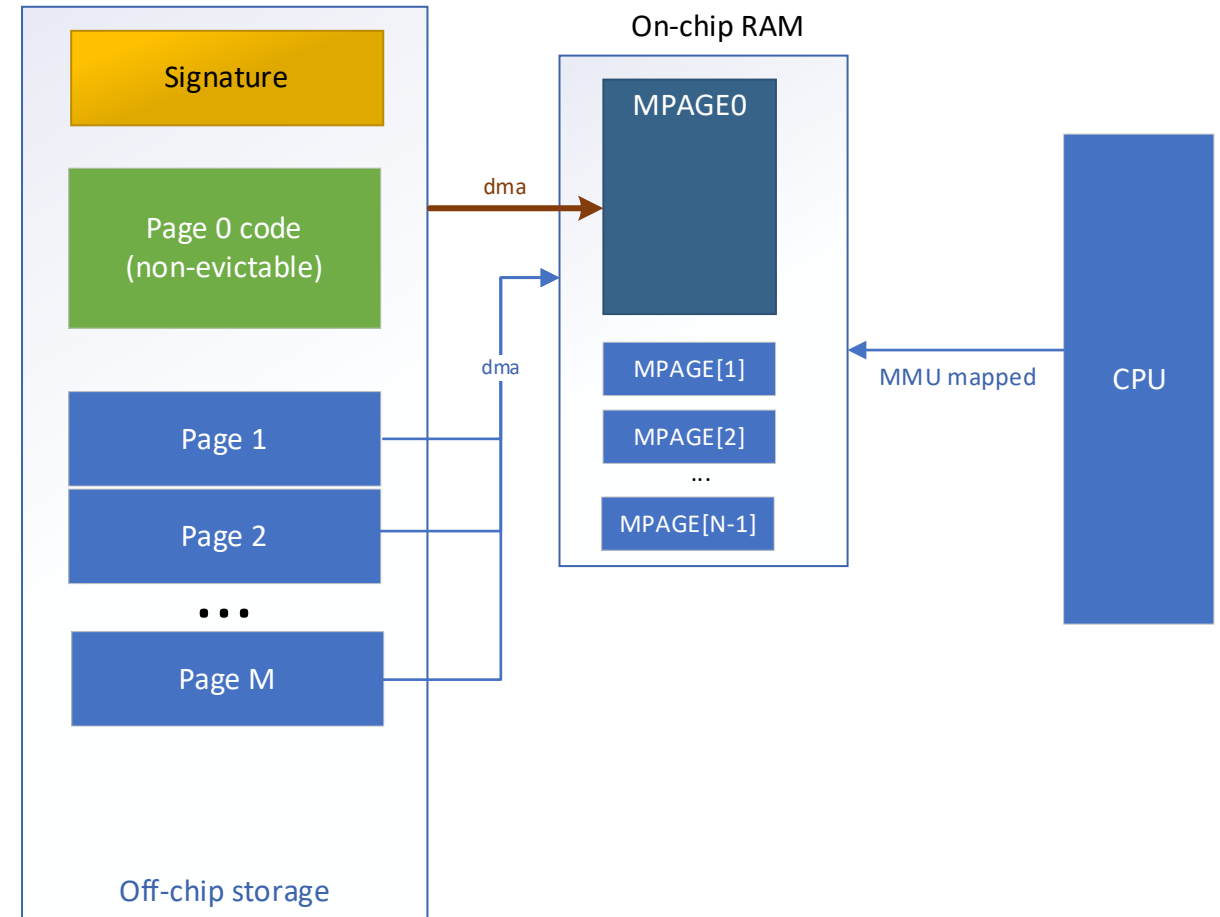 Signature
Page 0 code
(non-evictable)
Page 1
Page 2
...
Page M
Off-chip storage
dma
dma
On-chip RAM
MPAGE0
MPAGE[1]
MPAGE[2]
...
MPAGE[N-1]
MMU mapped
CPU